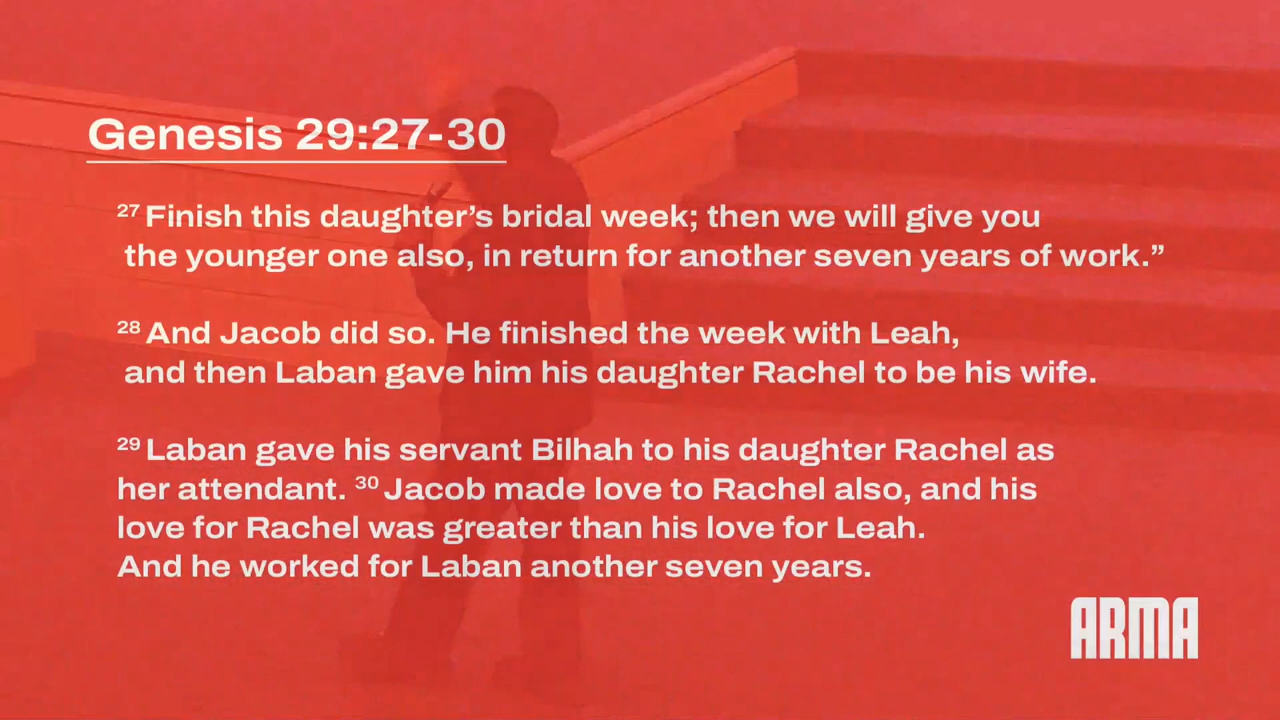 Genesis 29:27-30
27 Finish this daughter’s bridal week; then we will give you
the younger one also, in return for another seven years of work.”
28 And Jacob did so. He finished the week with Leah,
and then Laban gave him his daughter Rachel to be his wife.
29 Laban gave his servant Bilhah to his daughter Rachel as
her attendant. 30 Jacob made love to Rachel also, and his
love for Rachel was greater than his love for Leah.
And he worked for Laban another seven years.
ARMA